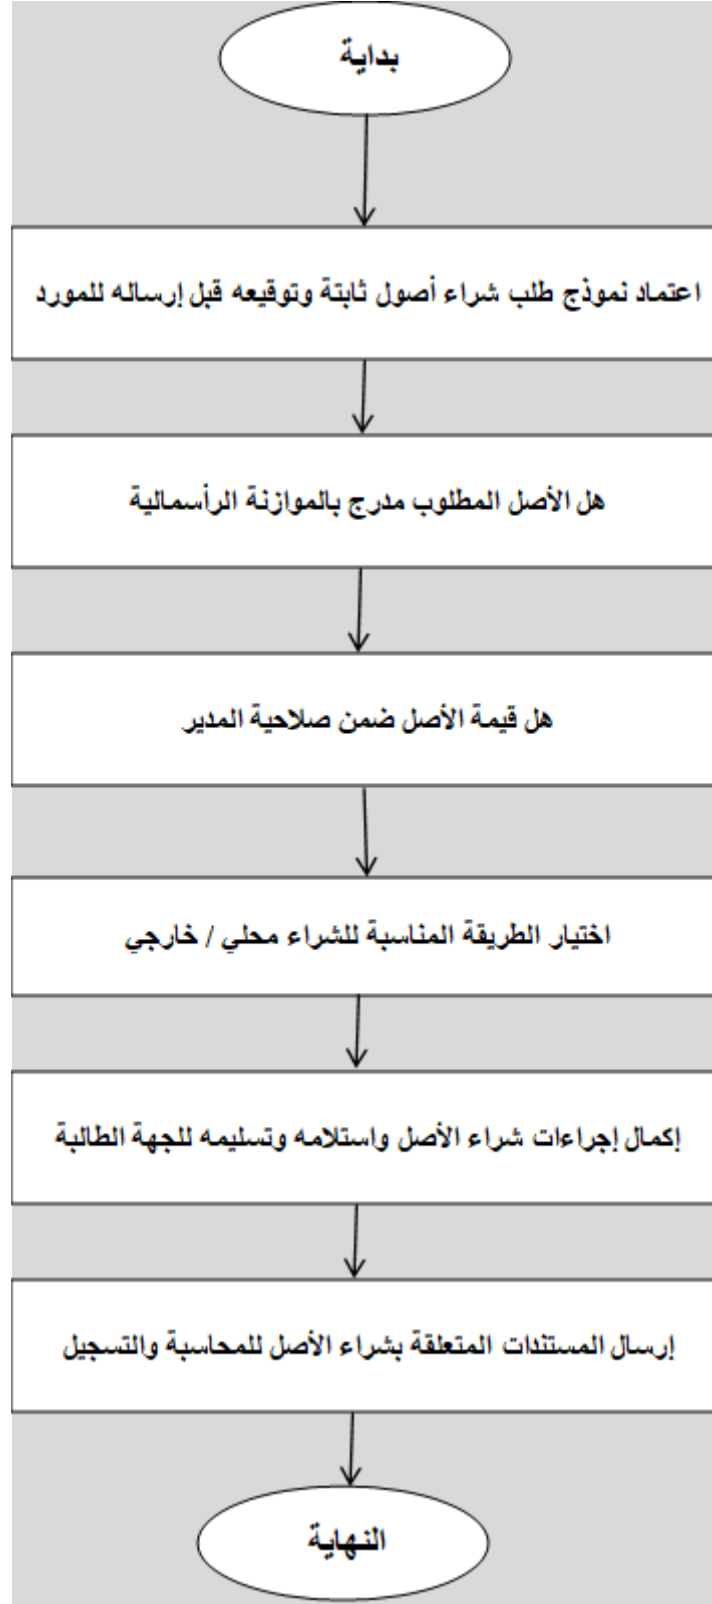 بداية
اعتماد نموذج طلب شراء أصول ثابتة وتوقيعه قبل إرساله للمورد
هل الأصل المطلوب مدرج بالموازنة الرأسمالية
هل قيمة الأصل ضمن صلاحية المدير
اختيار الطريقة المناسبة للشراء محلي / خارجي
إكمال إجراءات شراء الأصل واستلامه وتسليمه للجهة الطالبة
إرسال المستندات المتعلقة بشراء الأصل للمحاسبة والتسجيل
النهاية